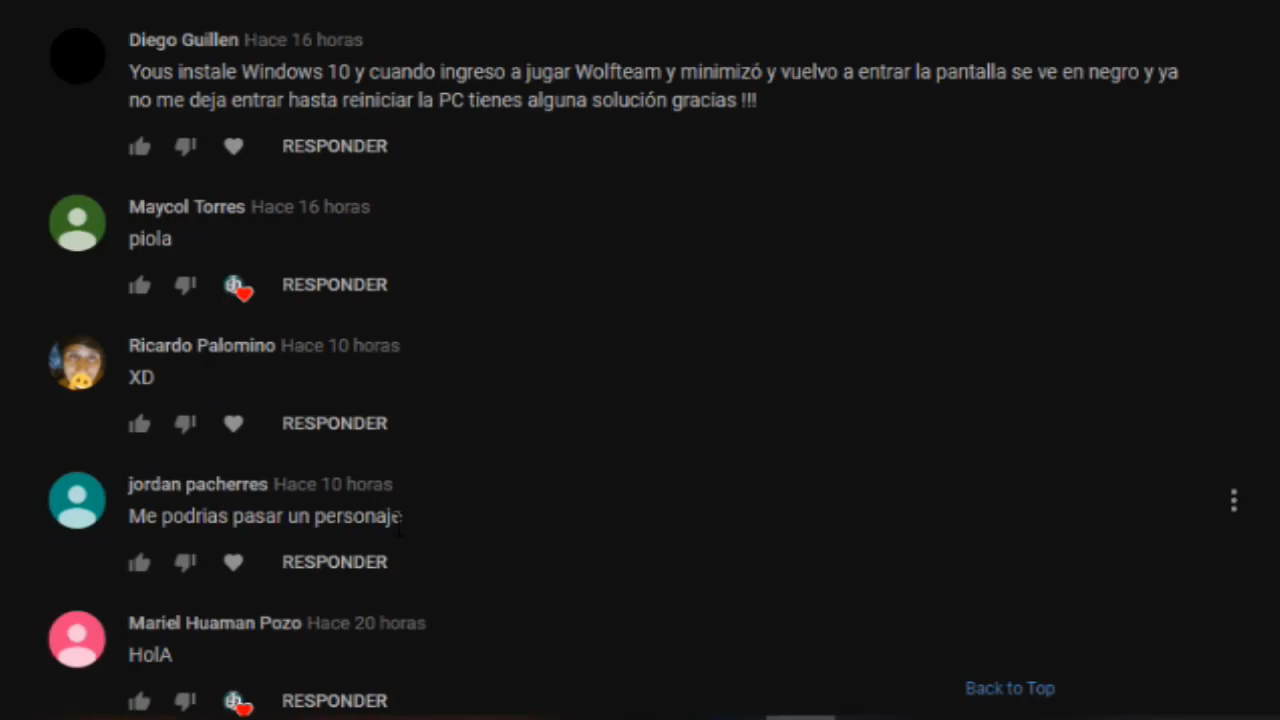 Diego Guillen Hace 16 horas
Yous instale Windows 10 y cuando ingreso a jugar Wolfteam y minimizó y vuelvo a entrar la pantalla se ve en negro y ya
no me deja entrar hasta reiniciar la PC tienes alguna solución gracias !!!
RESPONDER
Maycol Torres Hace 16 horas
piola
RESPONDER
Ricardo Palomino Hace 10 horas
XD
RESPONDER
jordan pacherres Hace 10 horas
Me podrias pasar un personaje
RESPONDER
Mariel Huaman Pozo Hace 20 horas
HolA
Back to Top
RESPONDER